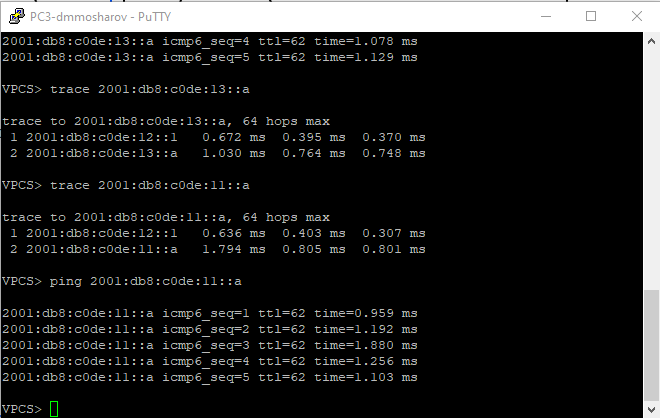 PC3-dmmosharov - PuTTY
2001:db8:c0de:13::a icmp6_seq=4 ttl=62 time=1.078 ms
2001:db8:c0de:13::a icmp6_seq=5 ttl=62 time=1.129 ms
VPCS> trace 2001:db8:c0de:13::a
trace to 2001:db8:c0de:13::a, 64 hops max
1 2001:db8:c0de:12::1 0.672 ms 0.395 ms 0.370 ms
2 2001:db8:c0de:13::a 1.030 ms 0.764 ms 0.748 ms
VPCS> trace 2001:db8:c0de:11::a
trace to 2001:db8:c0de:11::a, 64 hops max
1 2001:db8:c0de:12::1 0.636 ms 0.403 ms 0.307 ms
2 2001:db8:c0de:11::a 1.794 ms 0.805 ms 0.801 ms
VPCS> ping 2001:db8:c0de:11::a
2001:db8:c0de:11::a icmp6_seq=1 ttl=62 time=0.959 ms
2001:db8:c0de:11::a icmp6_seq=2 ttl=62 time=1.192 ms
2001:db8:c0de:11::a icmp6_seq=3 ttl=62 time=1.880 ms
2001:db8:c0de:11::a icmp6_seq=4 ttl=62 time=1.256 ms
2001:db8:c0de:11::a icmp6_seq=5 ttl=62 time=1.103 ms
VPCS>